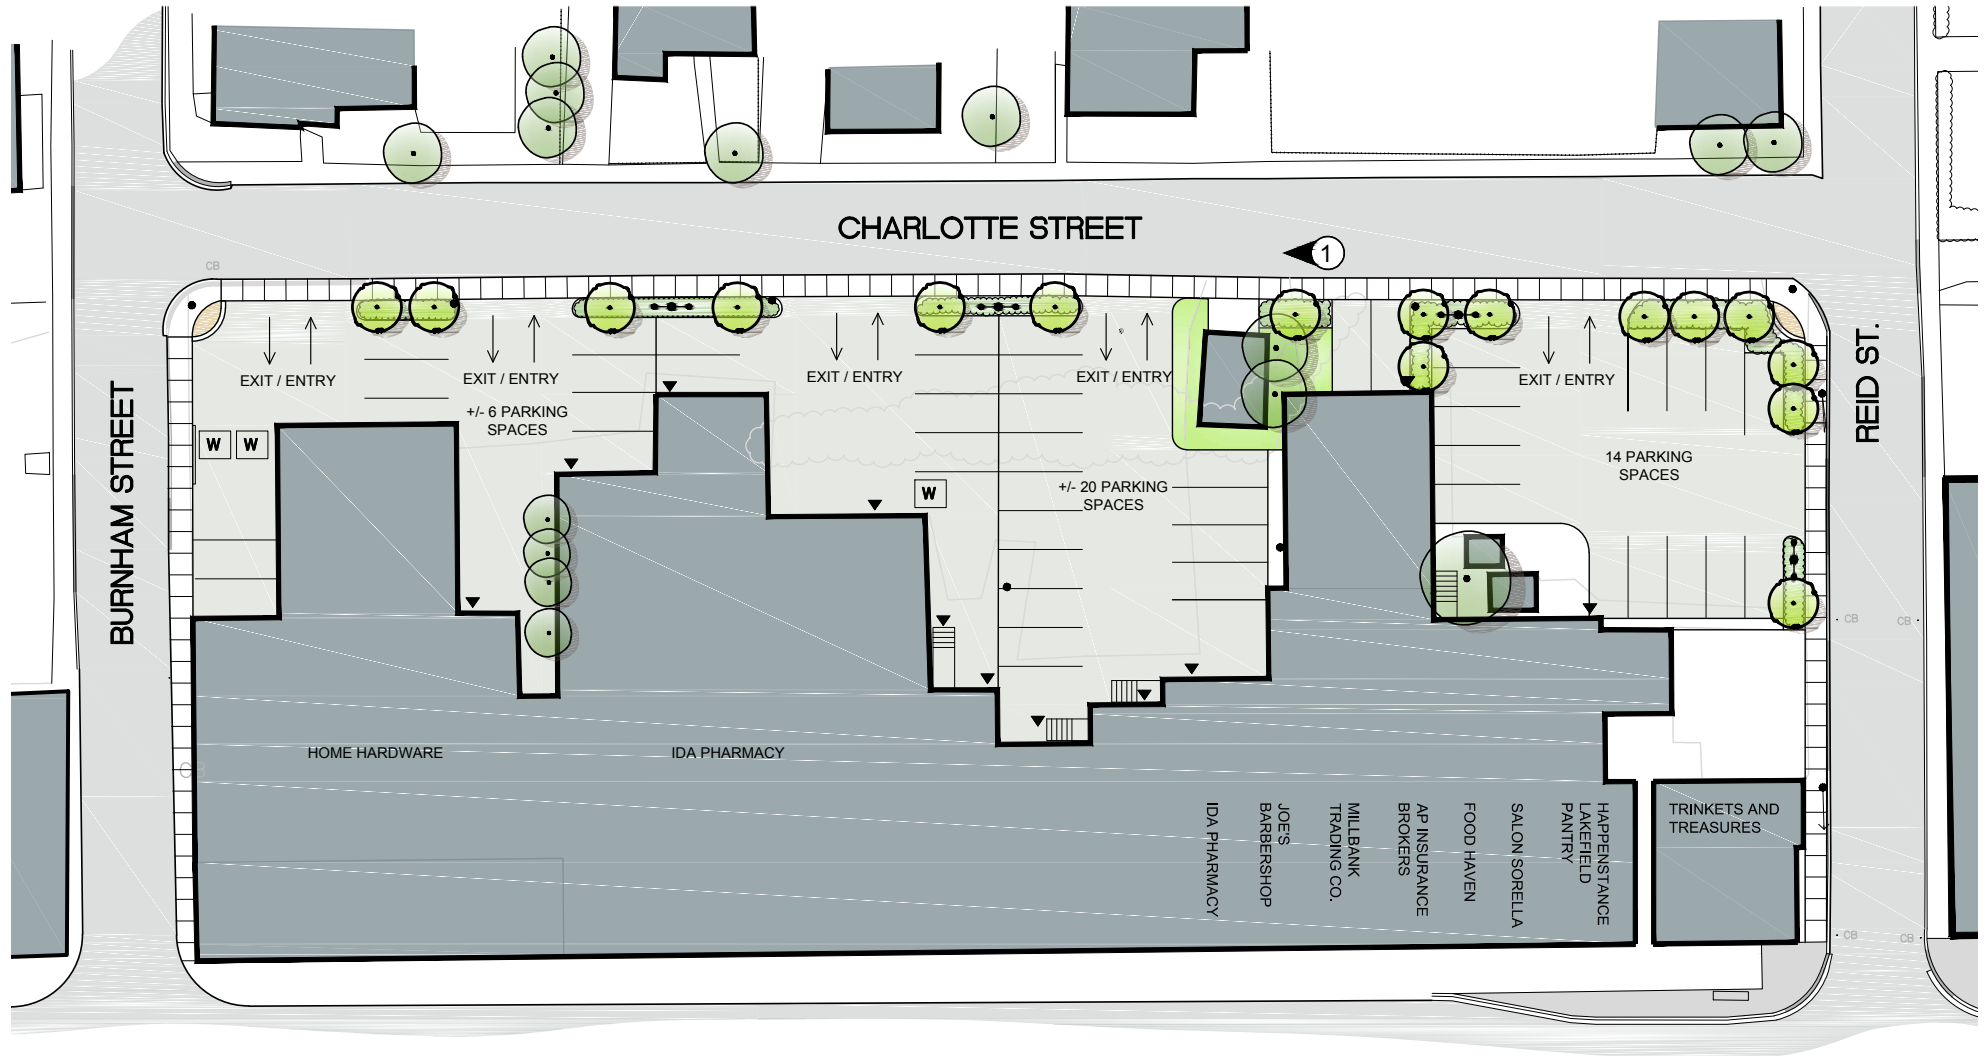 CHARLOTTE STREET
1
CB
EXIT / ENTRY
EXIT / ENTRY
EXIT / ENTRY
EXIT / ENTRY
EXIT / ENTRY
BURNHAM STREET
REID ST.
+/- 6 PARKING
SPACES
W
W
W
+/- 20 PARKING
SPACES
14 PARKING
SPACES
CB
CB
HOME HARDWARE
IDA PHARMACY
IDA PHARMACY
JOE'S
BARBERSHOP
MILLBANK
TRADING CO.
AP INSURANCE
BROKERS
FOOD HAVEN
SALON SORELLA
HAPPENSTANCE
LAKEFIELD
PANTRY
TRINKETS AND
TREASURES
CB
CB